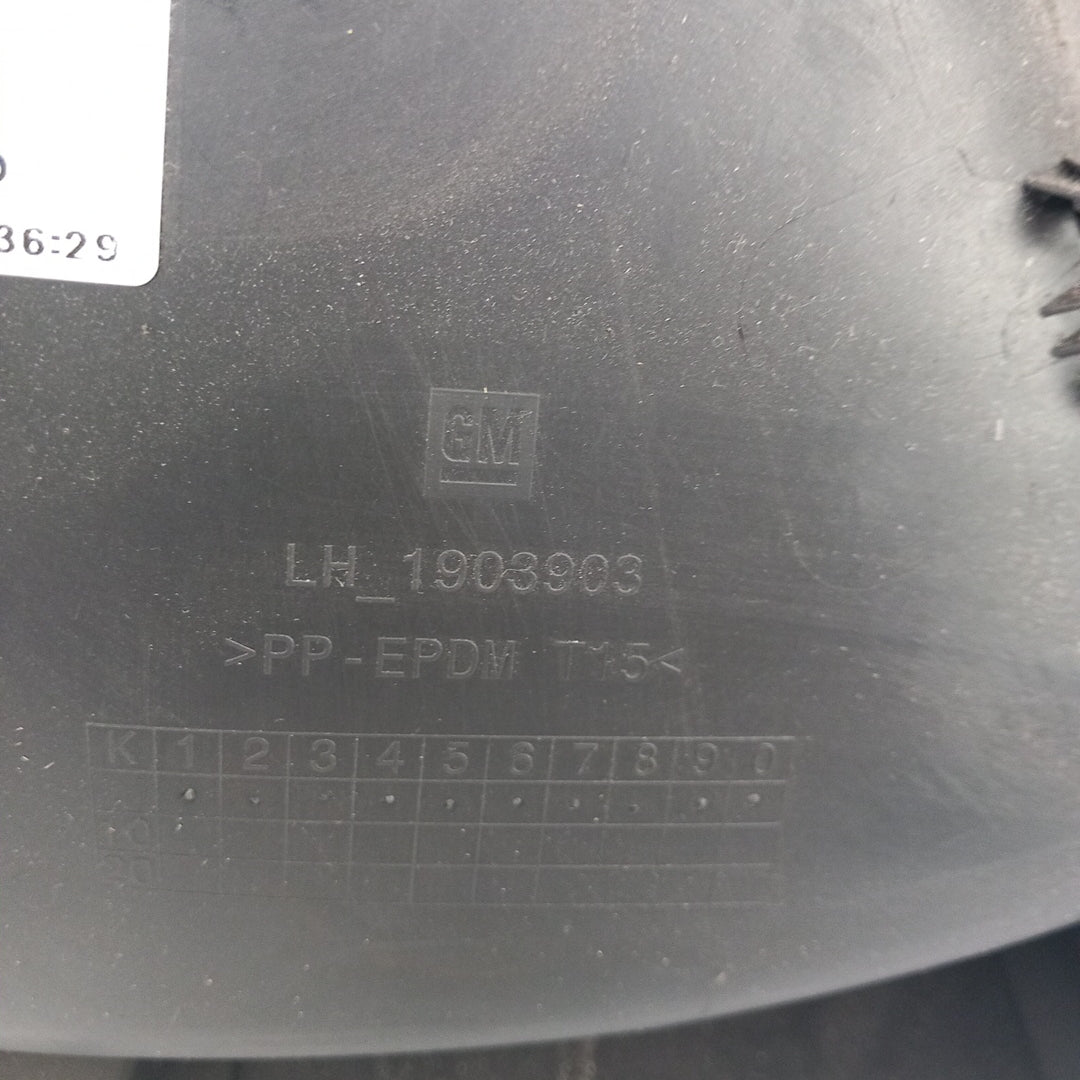 36:29
GM
LH_1903903
>PP-EPDM T15<
K 1 2 3 4 5 6 7 8 9 0